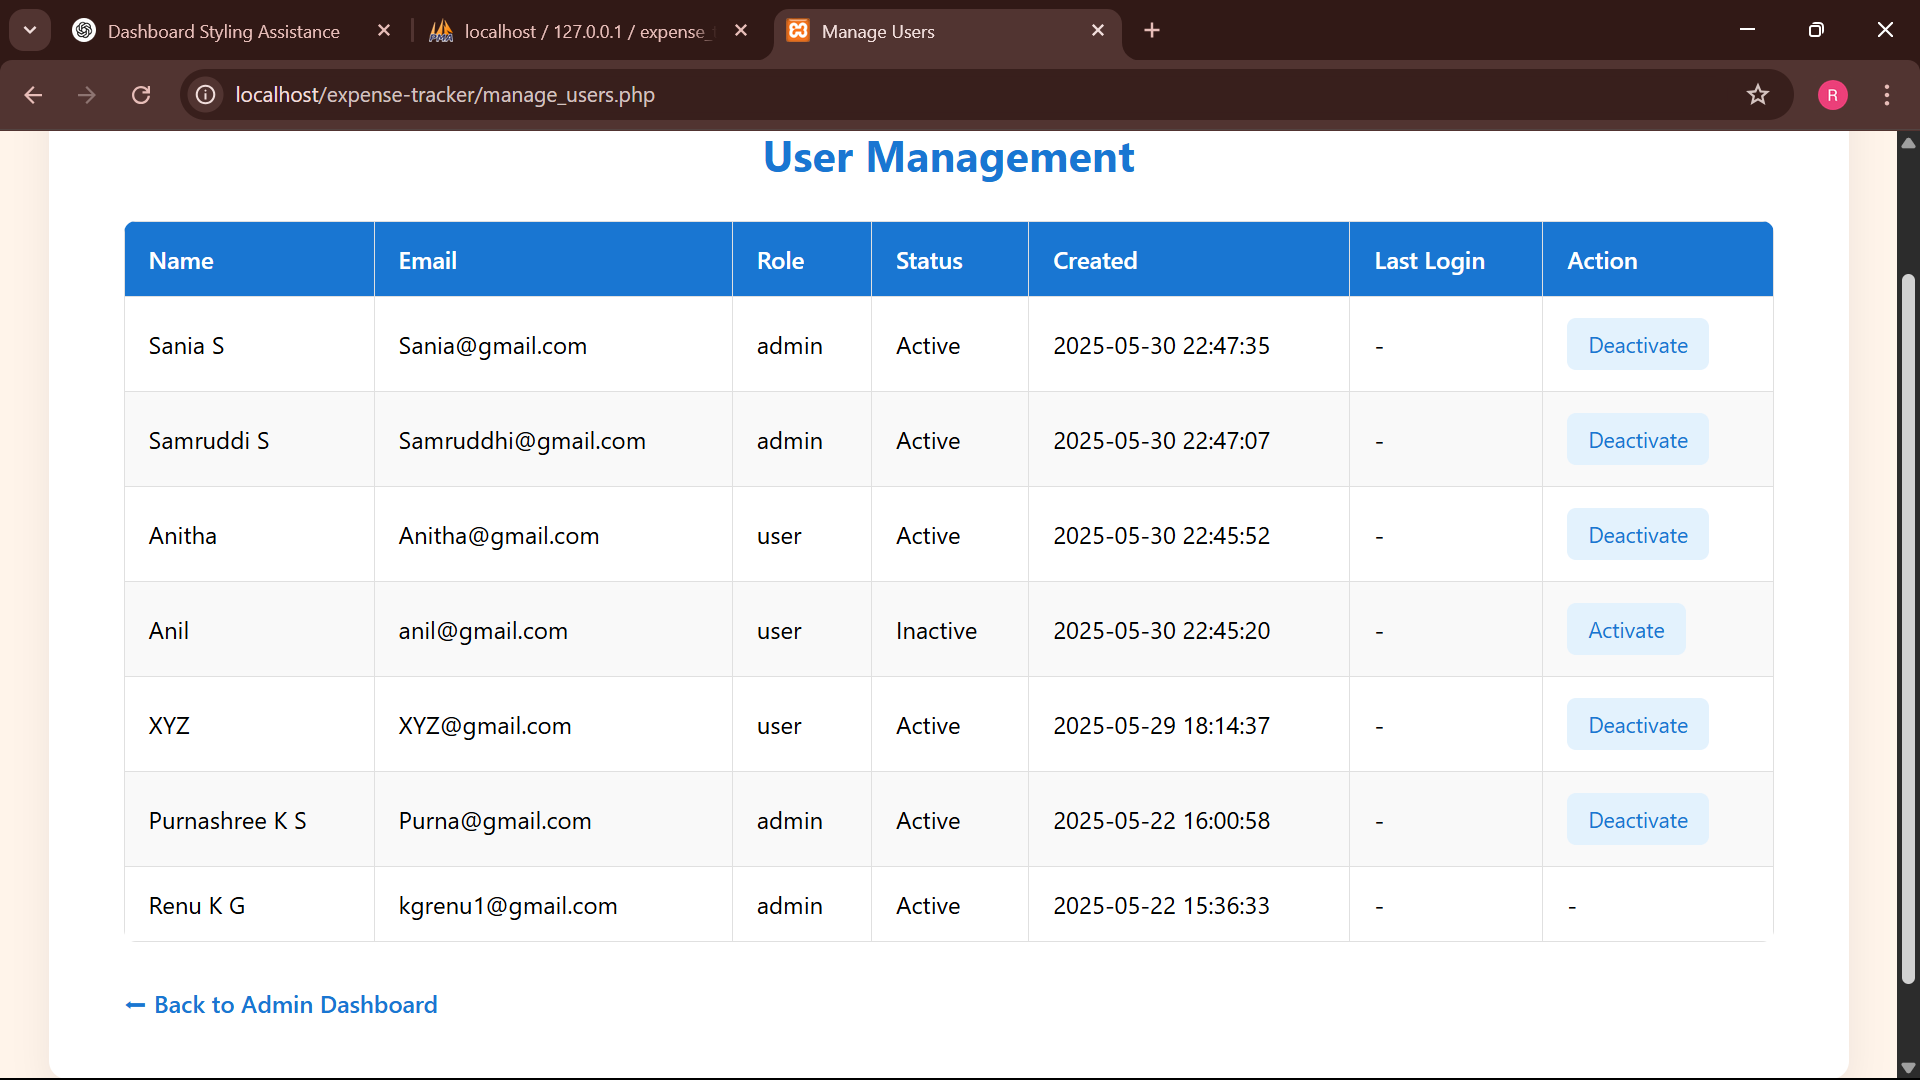 Dashboard Styling Assistance
localhost / 127.0.0.1 / expense_
Manage Users
localhost/expense-tracker/manage_users.php
R
User Management
Name Email Role Status Created Last Login Action
Sania S Sania@gmail.com admin Active 2025-05-30 22:47:35 - Deactivate
Samruddi S Samruddhi@gmail.com admin Active 2025-05-30 22:47:07 - Deactivate
Anitha Anitha@gmail.com user Active 2025-05-30 22:45:52 - Deactivate
Anil anil@gmail.com user Inactive 2025-05-30 22:45:20 - Activate
XYZ XYZ@gmail.com user Active 2025-05-29 18:14:37 - Deactivate
Purnashree K S Purna@gmail.com admin Active 2025-05-22 16:00:58 - Deactivate
Renu K G kgrenu1@gmail.com admin Active 2025-05-22 15:36:33 - -
← Back to Admin Dashboard